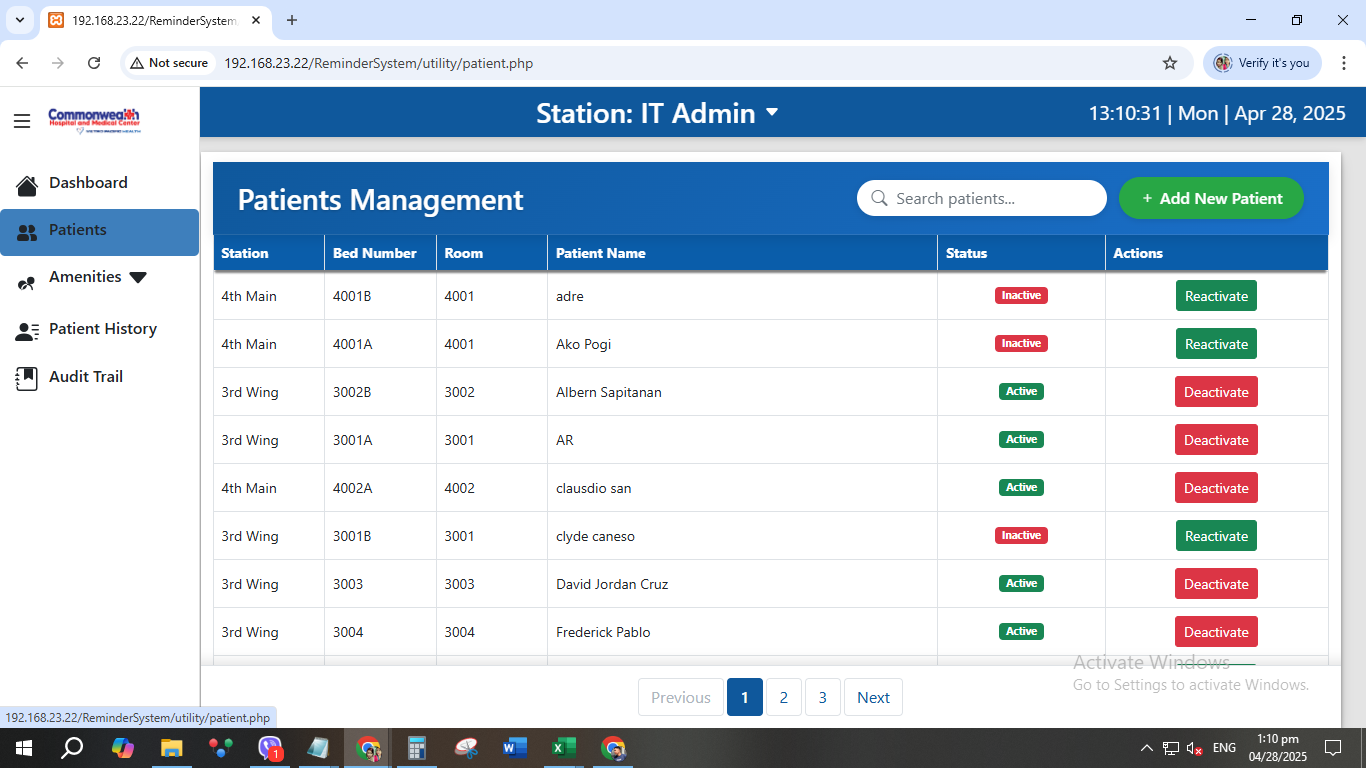 192.168.23.22/ReminderSystem
Not secure 192.168.23.22/ReminderSystem/utility/patient.php Verify it's you
Commonwealth
Hospital and Medical Center
Station: IT Admin 13:10:31 | Mon | Apr 28, 2025
Dashboard
Patients
Amenities
Patient History
Audit Trail
Patients Management Search patients... + Add New Patient
Station Bed Number Room Patient Name Status Actions
4th Main 4001B 4001 adre Inactive Reactivate
4th Main 4001A 4001 Ako Pogi Inactive Reactivate
3rd Wing 3002B 3002 Albern Sapitanan Active Deactivate
3rd Wing 3001A 3001 AR Active Deactivate
4th Main 4002A 4002 clausdio san Active Deactivate
3rd Wing 3001B 3001 clyde caneso Inactive Reactivate
3rd Wing 3003 3003 David Jordan Cruz Active Deactivate
3rd Wing 3004 3004 Frederick Pablo Active Deactivate
Activate Windows
Go to Settings to activate Windows.
Previous 1 2 3 Next
192.168.23.22/ReminderSystem/utility/patient.php
1
ENG
1:10 pm
04/28/2025